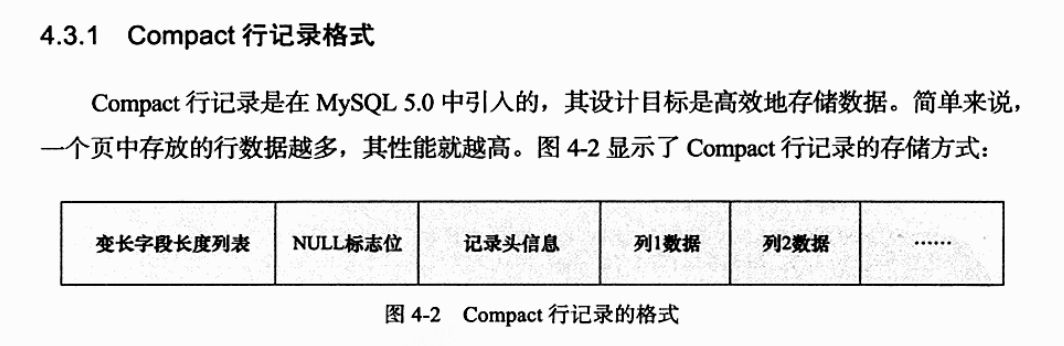 4.3.1 Compact 行记录格式
Compact 行记录是在 MySQL 5.0 中引入的，其设计目标是高效地存储数据。简单来说，
一个页中存放的行数据越多，其性能就越高。图 4-2 显示了 Compact 行记录的存储方式：
变长字段长度列表 NULL标志位 记录头信息 列1数据 列2数据 ……
图 4-2 Compact 行记录的格式